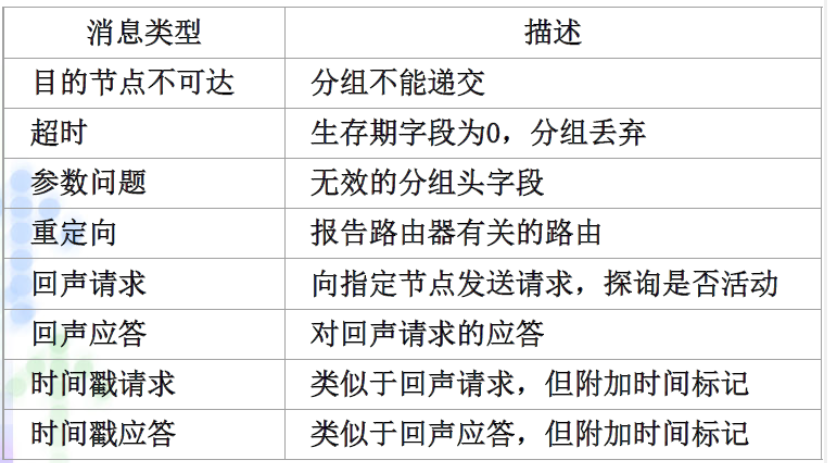 消息类型 描述
目的节点不可达 分组不能递交
超时 生存期字段为0，分组丢弃
参数问题 无效的分组头字段
重定向 报告路由器有关的路由
回声请求 向指定节点发送请求，探询是否活动
回声应答 对回声请求的应答
时间戳请求 类似于回声请求，但附加时间标记
时间戳应答 类似于回声应答，但附加时间标记